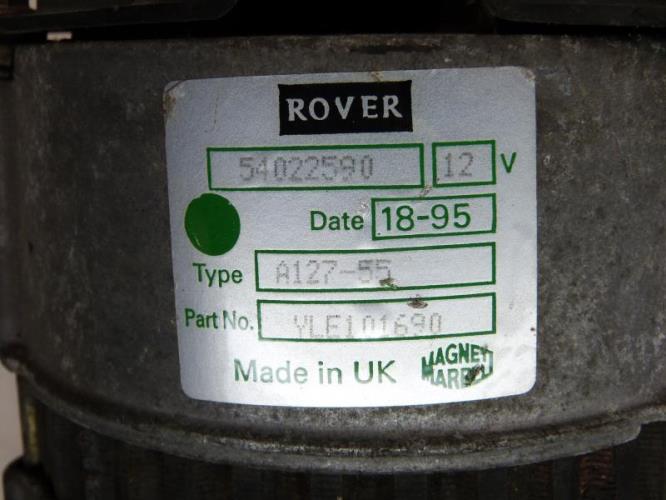 ROVER
54022590 12 V
Date 18-95
Type A127-55
Part No. YLE101690
Made in UK MAGNETI
MARELLI